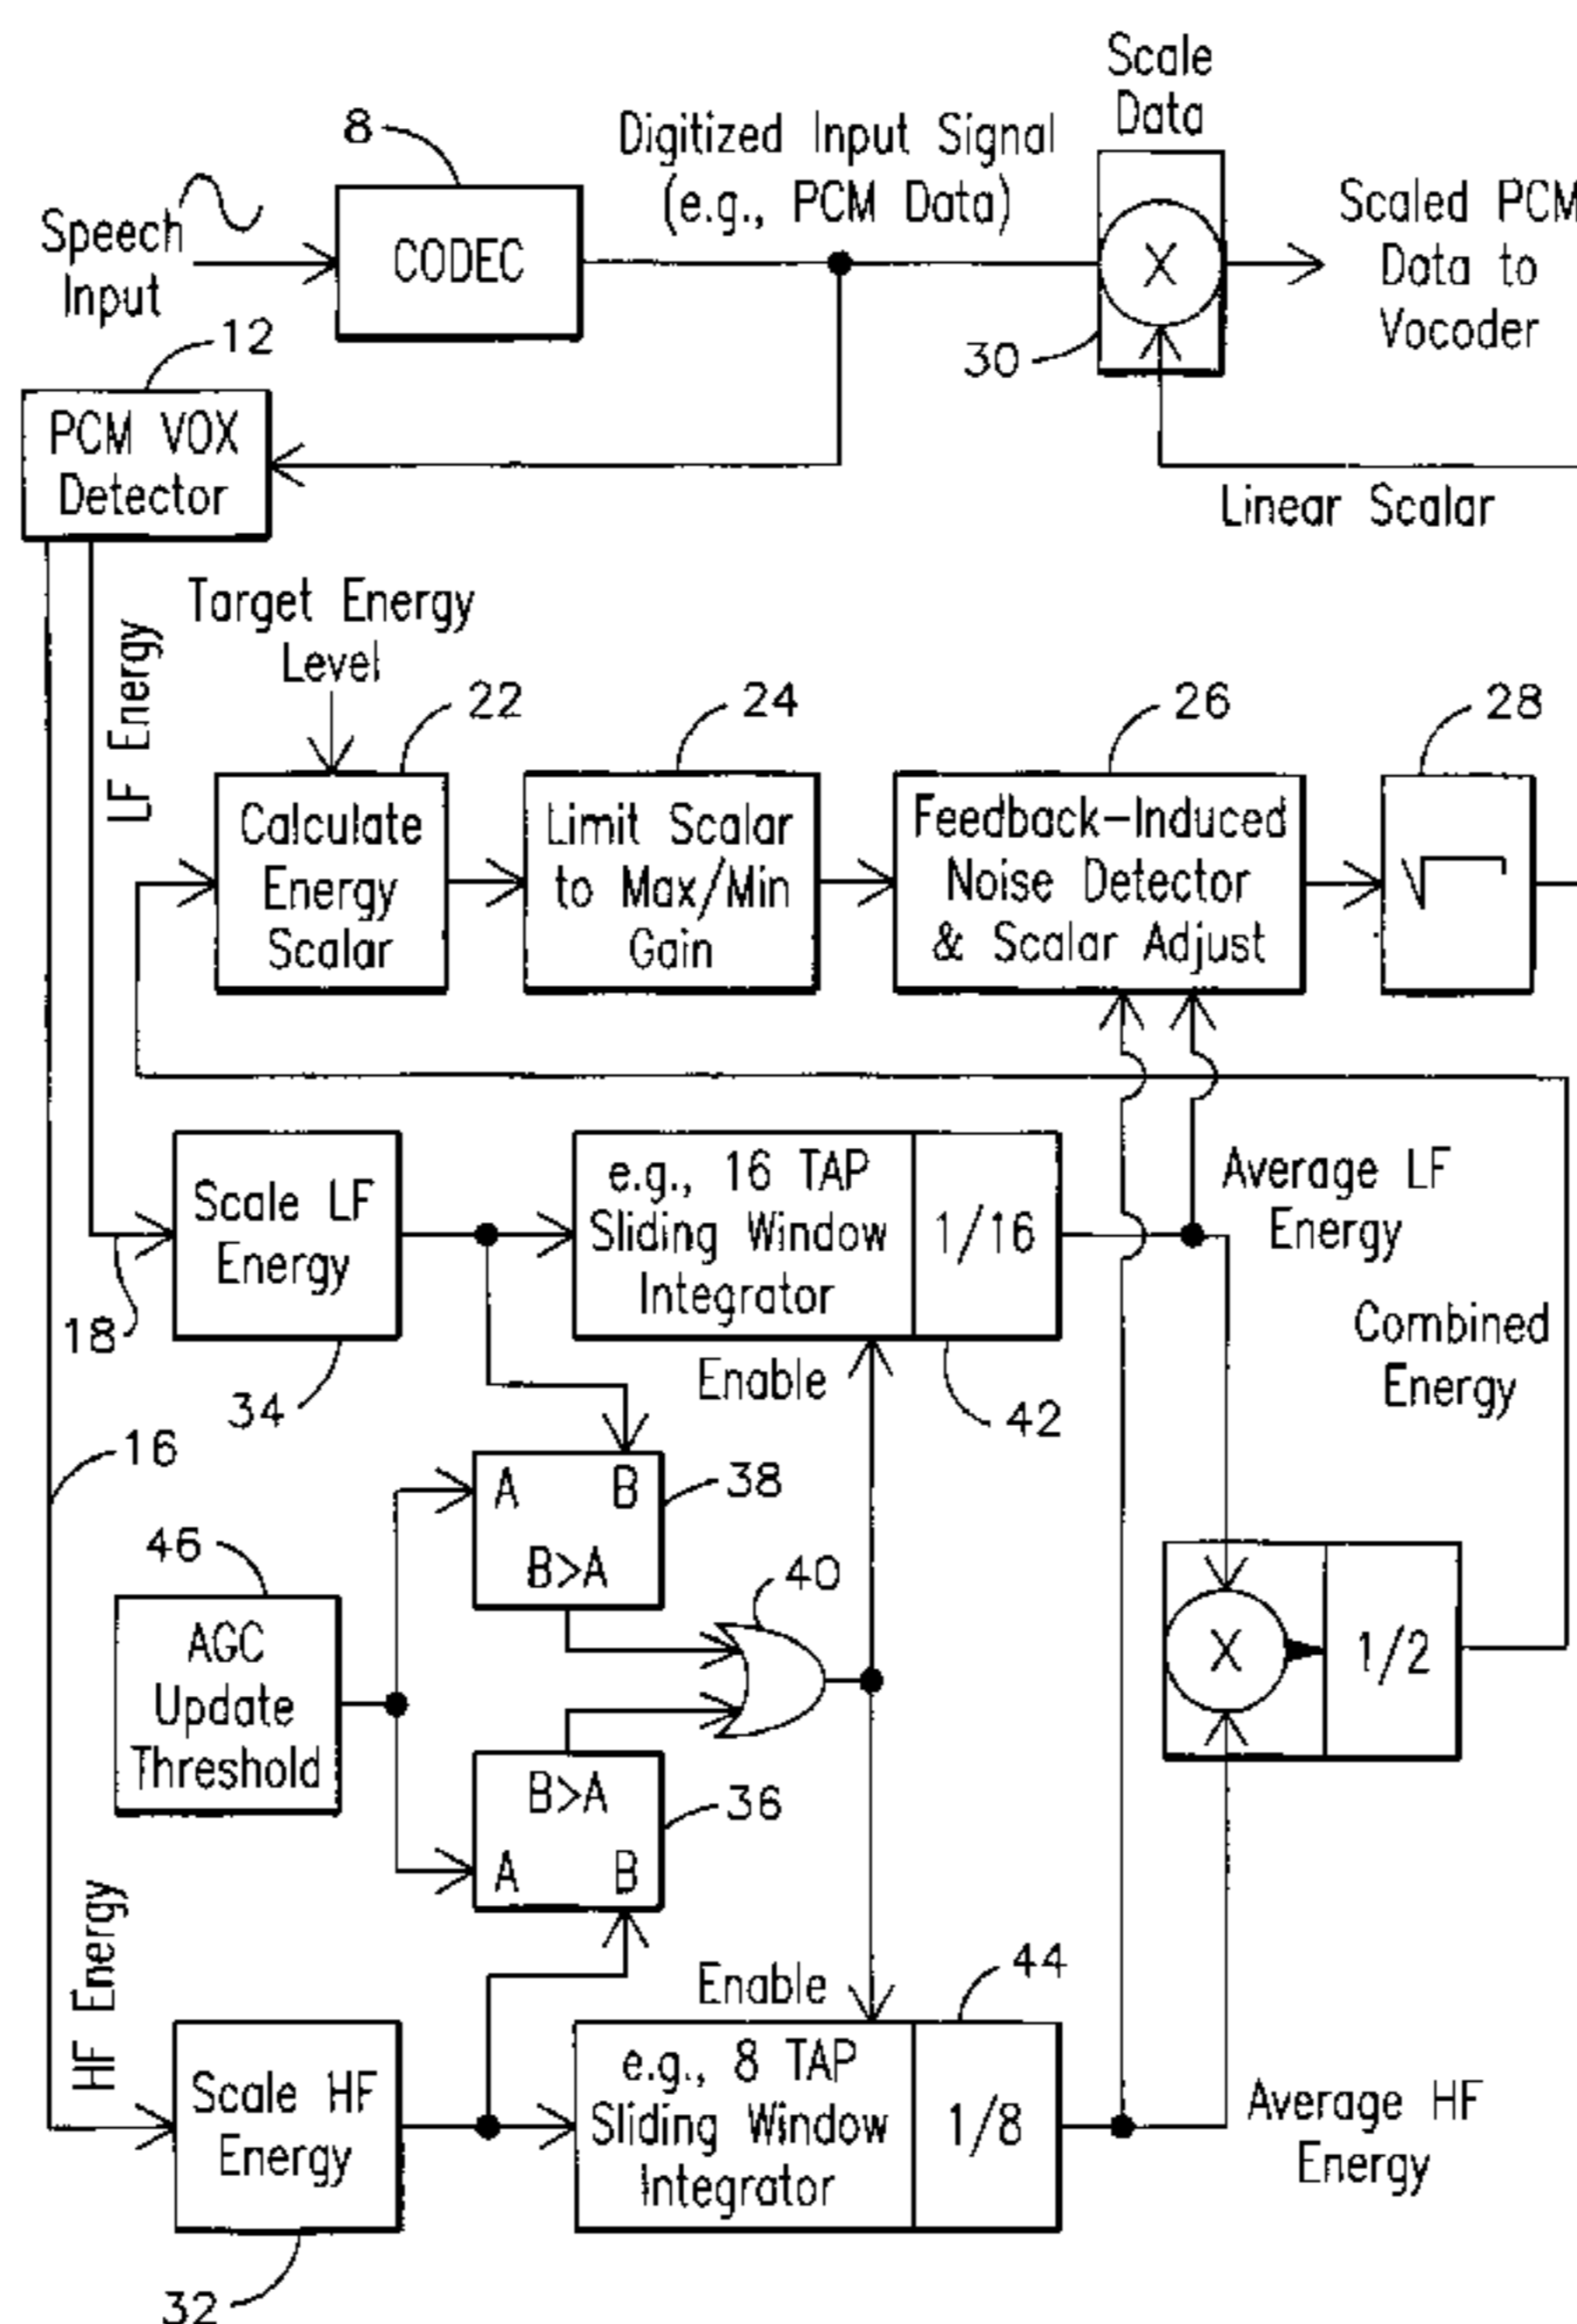 Scale
Data
8
Digitized Input Signal
(e.g., PCM Data)
Speech
Input
CODEC
X
Scaled PCM
Data to
Vocoder
30
12
PCM VOX
Detector
Linear Scalar
LF Energy
Target Energy
Level
22
24
26
28
Calculate
Energy
Scalar
Limit Scalar
to Max/Min
Gain
Feedback-Induced
Noise Detector
& Scalar Adjust
√
Scale LF
Energy
e.g., 16 TAP
Sliding Window
Integrator
1/16
Average LF
Energy
18
34
Enable
42
Combined
Energy
16
A B
B>A
38
46
AGC
Update
Threshold
40
X
1/2
B>A
A B
36
HF Energy
Enable
44
Scale HF
Energy
e.g., 8 TAP
Sliding Window
Integrator
1/8
Average HF
Energy
32